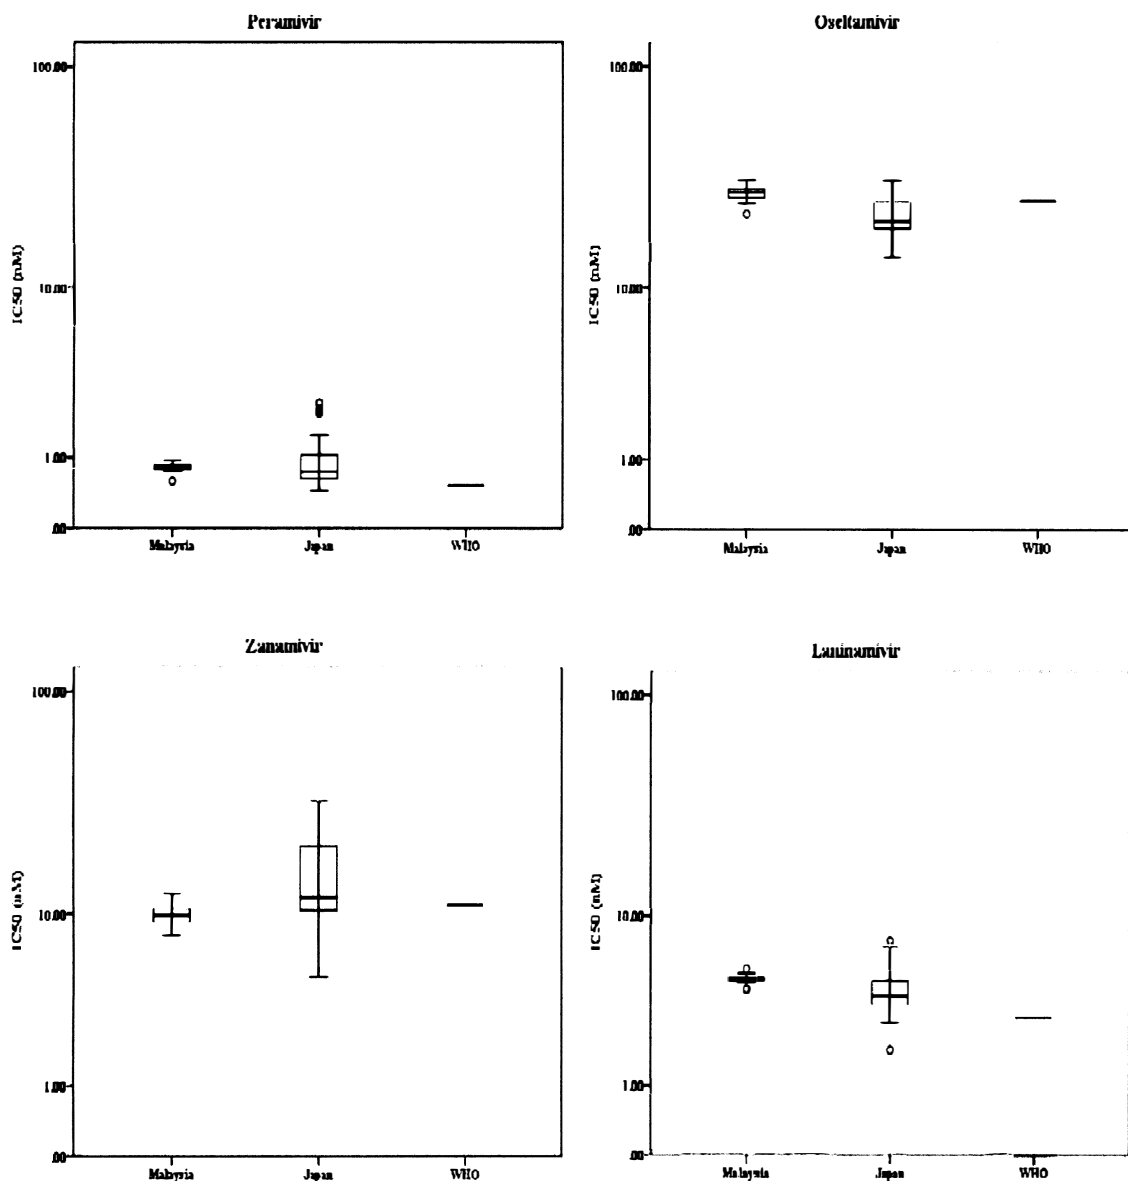 Peramivir
100.00
10.00
1.00
.00
IC50 (nM)
Malaysia Japan WHO
Oseltamivir
100.00
10.00
1.00
.00
IC50 (nM)
Malaysia Japan WHO
Zanamivir
100.00
10.00
1.00
.00
IC50 (nM)
Malaysia Japan WHO
Laninamivir
100.00
10.00
1.00
.00
IC50 (nM)
Malaysia Japan WHO